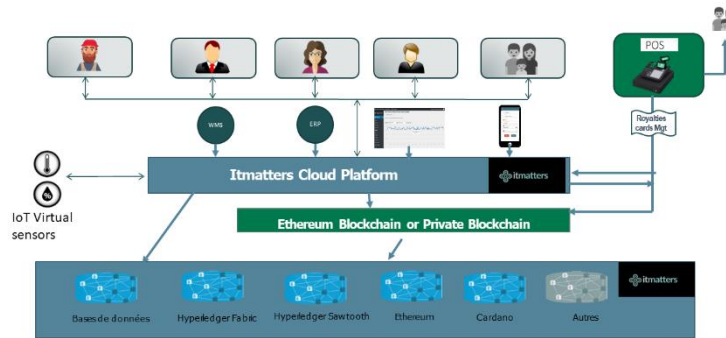 POS
Royalties
cards Mgt
WMS
ERP
Itmatters Cloud Platform
itmatters
%
IoT Virtual
sensors
Ethereum Blockchain or Private Blockchain
itmatters
Bases de données
Hyperledger Fabric
Hyperledger Sawtooth
Ethereum
Cardano
Autres